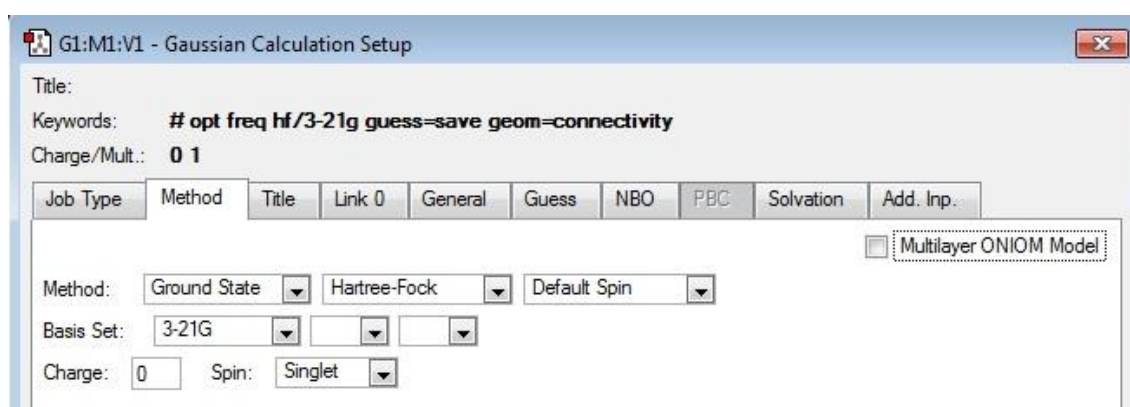 G1:M1:V1 - Gaussian Calculation Setup
Title:
Keywords: # opt freq hf/3-21g guess=save geom=connectivity
Charge/Mult.: 0 1
Job Type Method Title Link 0 General Guess NBO PBC Solvation Add. Inp.
Multilayer ONIOM Model
Method: Ground State Hartree-Fock Default Spin
Basis Set: 3-21G
Charge: 0 Spin: Singlet